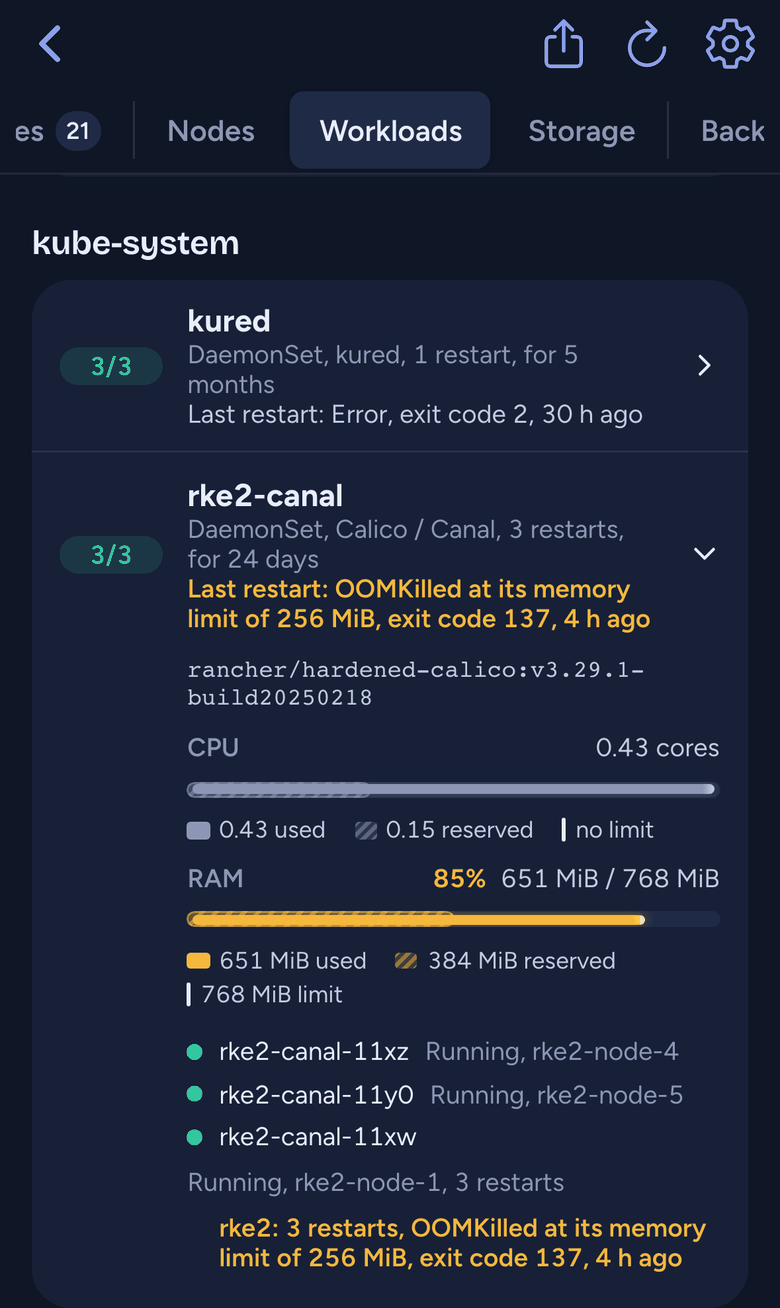 es 21 Nodes Workloads Storage Back
kube-system
kured
3/3
DaemonSet, kured, 1 restart, for 5
months
Last restart: Error, exit code 2, 30 h ago
rke2-canal
3/3
DaemonSet, Calico / Canal, 3 restarts,
for 24 days
Last restart: OOMKilled at its memory
limit of 256 MiB, exit code 137, 4 h ago
rancher/hardened-calico:v3.29.1-
build20250218
CPU 0.43 cores
0.43 used 0.15 reserved no limit
RAM 85% 651 MiB / 768 MiB
651 MiB used 384 MiB reserved
768 MiB limit
rke2-canal-11xz Running, rke2-node-4
rke2-canal-11y0 Running, rke2-node-5
rke2-canal-11xw
Running, rke2-node-1, 3 restarts
rke2: 3 restarts, OOMKilled at its memory
limit of 256 MiB, exit code 137, 4 h ago